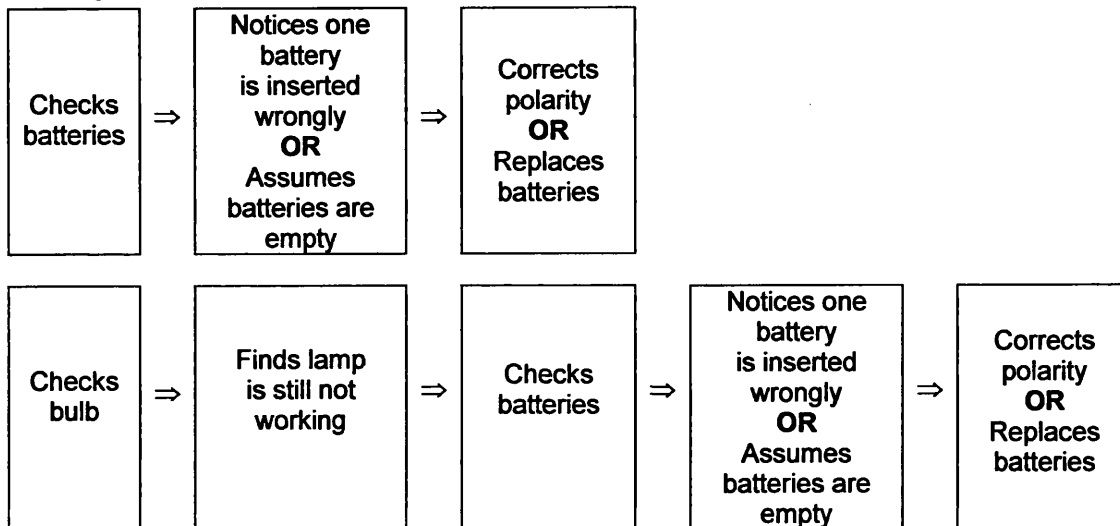 Checks
batteries
⇒
Notices one
battery
is inserted
wrongly
OR
Assumes
batteries are
empty
⇒
Corrects
polarity
OR
Replaces
batteries
Checks
bulb
⇒
Finds lamp
is still not
working
⇒
Checks
batteries
⇒
Notices one
battery
is inserted
wrongly
OR
Assumes
batteries are
empty
⇒
Corrects
polarity
OR
Replaces
batteries